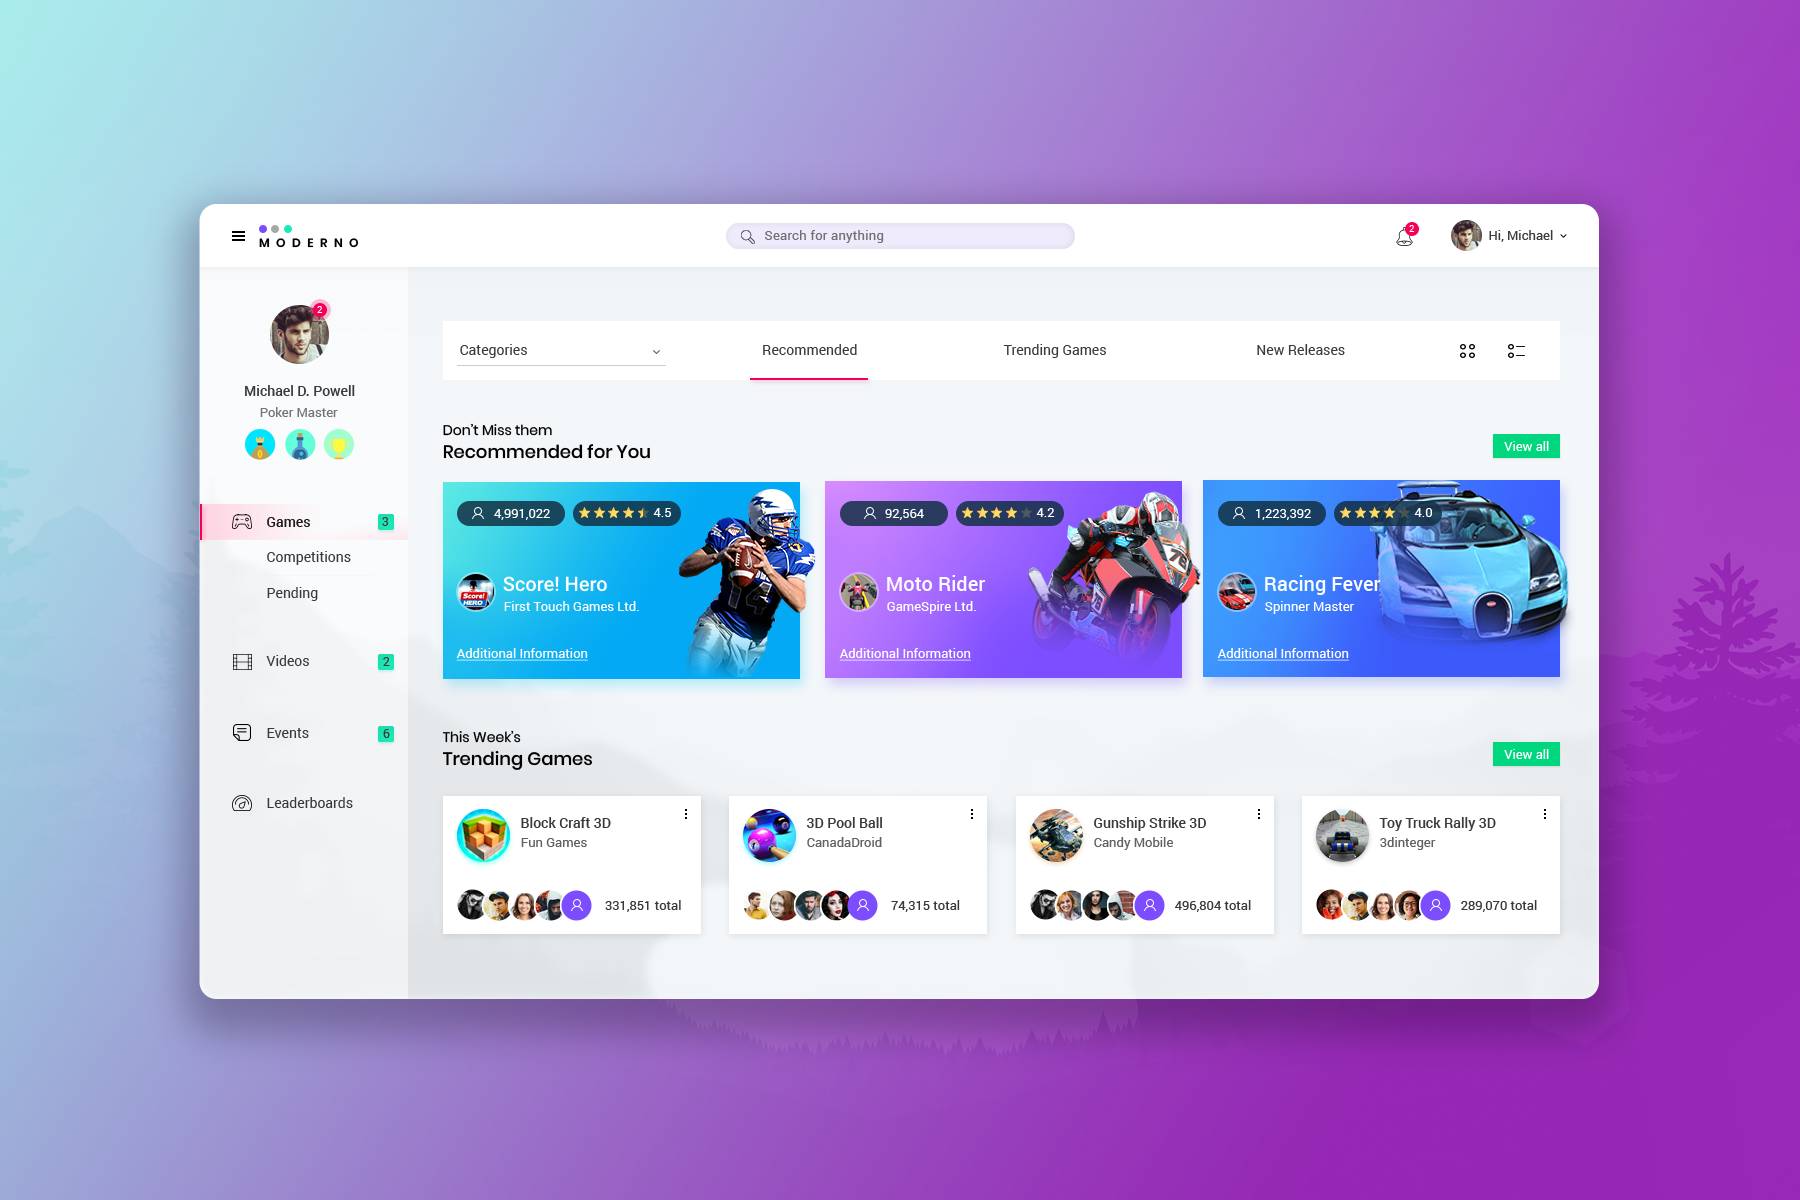 MODERNO
Search for anything
2
Hi, Michael
2
Michael D. Powell
Poker Master
Games 3
Competitions
Pending
Videos 2
Events 6
Leaderboards
Categories
Recommended
Trending Games
New Releases
Don't Miss them
Recommended for You
View all
4,991,022 4.5
Score! Hero
First Touch Games Ltd.
Score!
HERO
Additional Information
14
92,564 4.2
Moto Rider
GameSpire Ltd.
Additional Information
1,223,392 4.0
Racing Fever
Spinner Master
Additional Information
This Week's
Trending Games
View all
Block Craft 3D
Fun Games
331,851 total
3D Pool Ball
CanadaDroid
74,315 total
Gunship Strike 3D
Candy Mobile
496,804 total
Toy Truck Rally 3D
3dinteger
289,070 total